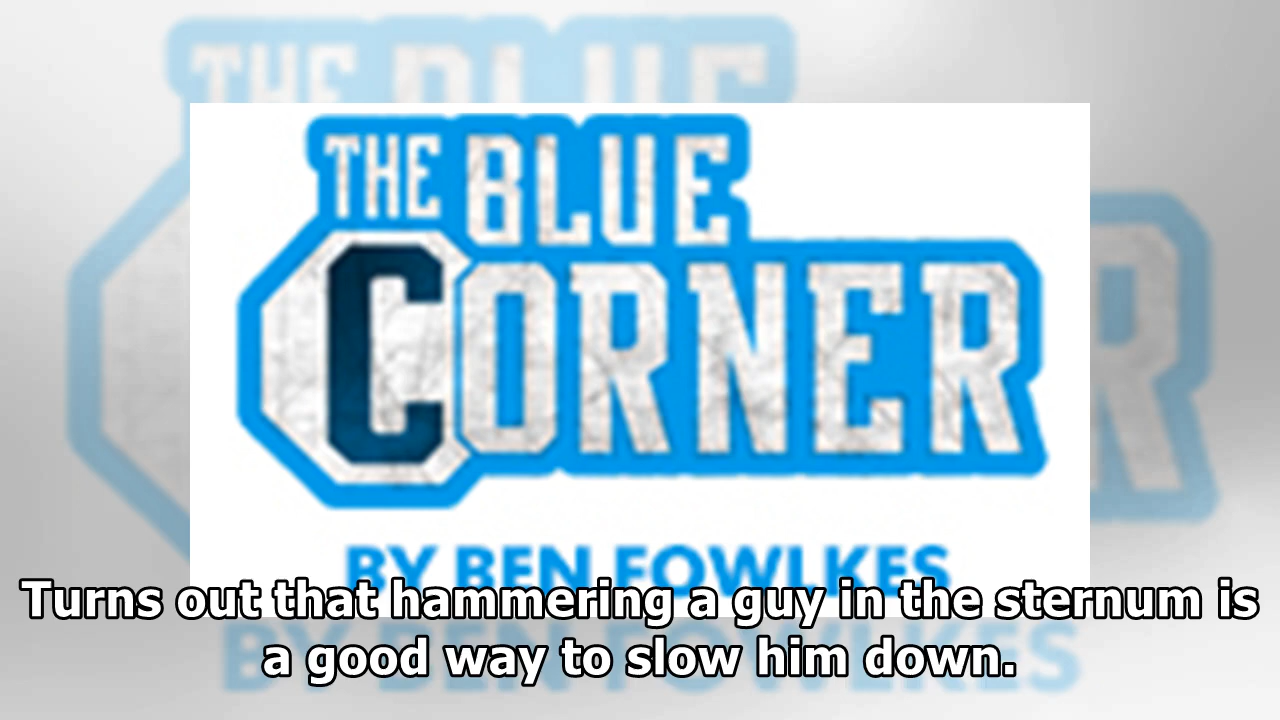 THE BLUE
CORNER
BY BEN FOWLKES
Turns out that hammering a guy in the sternum is
a good way to slow him down.